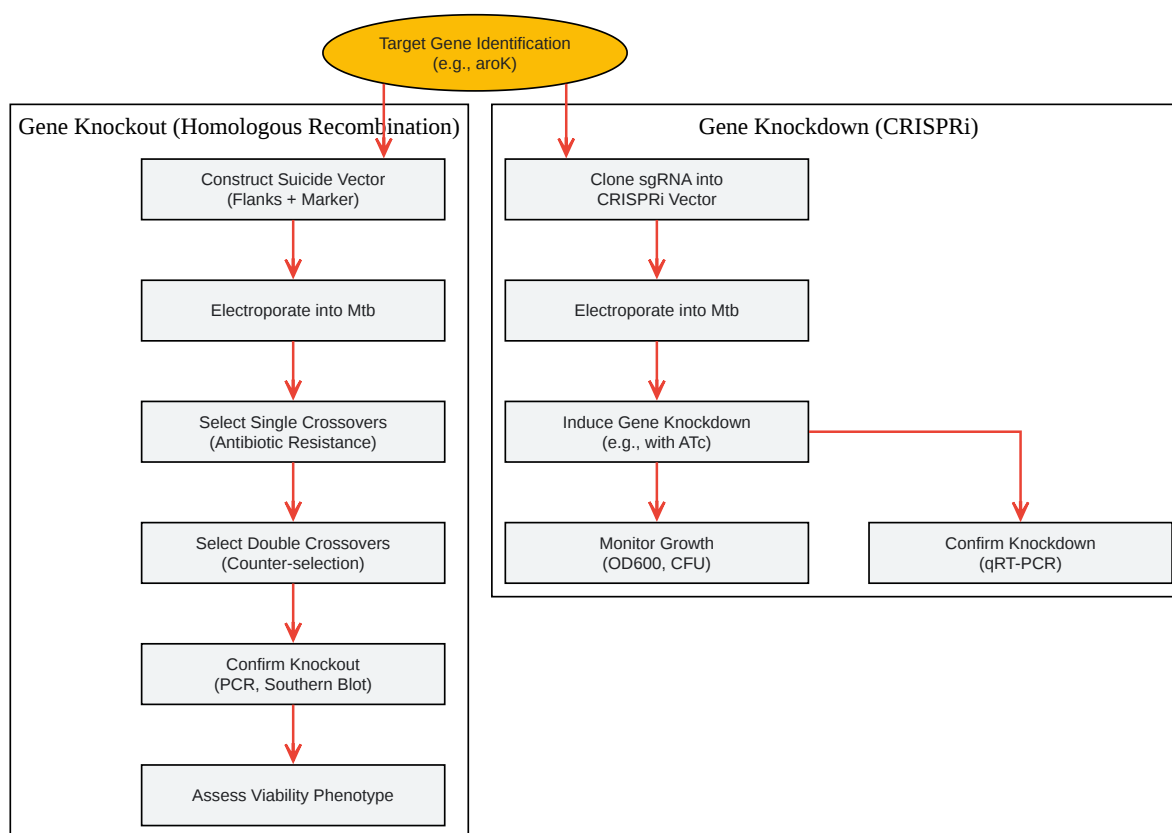 Target Gene Identification
(e.g., aroK)
Gene Knockout (Homologous Recombination)
Construct Suicide Vector
(Flanks + Marker)
Electroporate into Mtb
Select Single Crossovers
(Antibiotic Resistance)
Select Double Crossovers
(Counter-selection)
Confirm Knockout
(PCR, Southern Blot)
Assess Viability Phenotype
Gene Knockdown (CRISPRi)
Clone sgRNA into
CRISPRi Vector
Electroporate into Mtb
Induce Gene Knockdown
(e.g., with ATc)
Monitor Growth
(OD600, CFU)
Confirm Knockdown
(qRT-PCR)